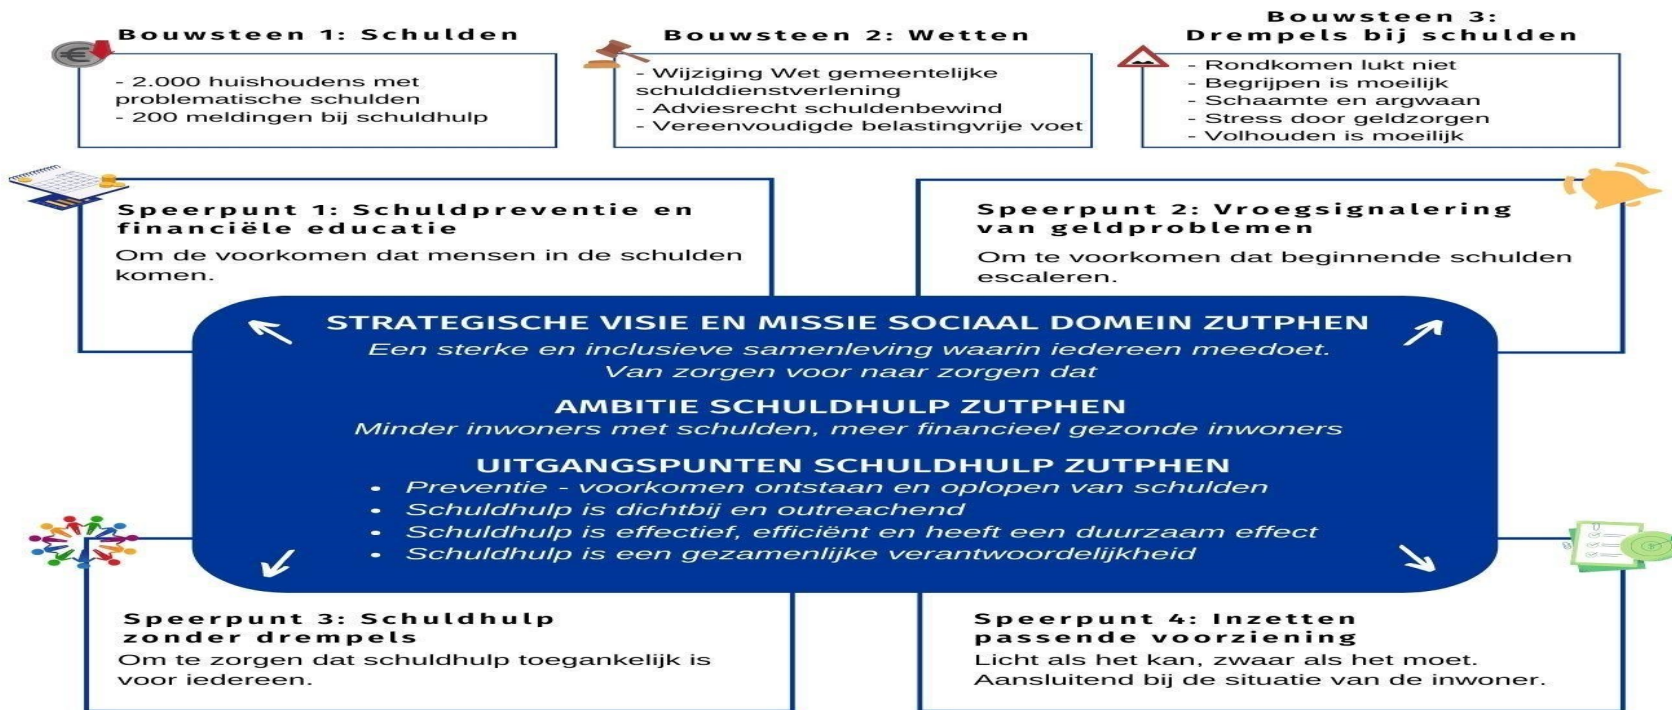 Bouwsteen 1: Schulden
- 2.000 huishoudens met
problematische schulden
- 200 meldingen bij schuldhulp
Bouwsteen 2: Wetten
- Wijziging Wet gemeentelijke
schulddienstverlening
- Adviesrecht schuldenbewind
- Vereenvoudigde belastingvrije voet
Bouwsteen 3:
Drempels bij schulden
- Rondkomen lukt niet
- Begrijpen is moeilijk
- Schaamte en argwaan
- Stress door geldzorgen
- Volhouden is moeilijk
Speerpunt 1: Schuldpreventie en
financiële educatie
Om de voorkomen dat mensen in de schulden
komen.
Speerpunt 2: Vroegsignalering
van geldproblemen
Om te voorkomen dat beginnende schulden
escaleren.
STRATEGISCHE VISIE EN MISSIE SOCIAAL DOMEIN ZUTPHEN
Een sterke en inclusieve samenleving waarin iedereen meedoet.
Van zorgen voor naar zorgen dat
AMBITIE SCHULDHULP ZUTPHEN
Minder inwoners met schulden, meer financieel gezonde inwoners
UITGANGSPUNTEN SCHULDHULP ZUTPHEN
• Preventie - voorkomen ontstaan en oplopen van schulden
• Schuldhulp is dichtbij en outreachend
• Schuldhulp is effectief, efficiënt en heeft een duurzaam effect
• Schuldhulp is een gezamenlijke verantwoordelijkheid
Speerpunt 3: Schuldhulp
zonder drempels
Om te zorgen dat schuldhulp toegankelijk is
voor iedereen.
Speerpunt 4: Inzetten
passende voorziening
Licht als het kan, zwaar als het moet.
Aansluitend bij de situatie van de inwoner.